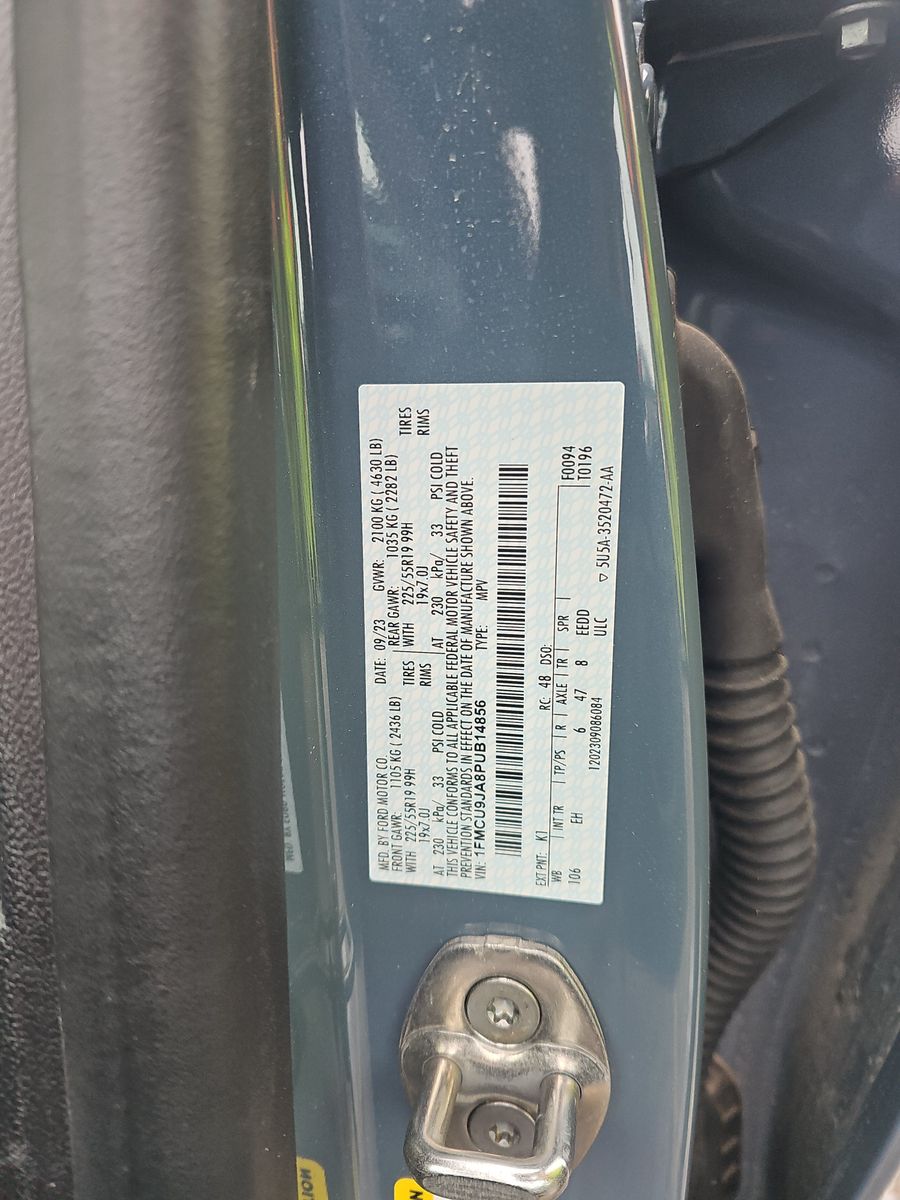 MFD. BY FORD MOTOR CO. DATE: 09/23 GVWR: 2100 KG ( 4630 LB)
FRONT GAWR: 1105 KG ( 2436 LB) REAR GAWR: 1035 KG ( 2282 LB)
WITH 225/55R19 99H TIRES WITH 225/55R19 99H TIRES
19x7.0J RIMS 19x7.0J RIMS
AT 230 kPa/ 33 PSI COLD AT 230 kPa/ 33 PSI COLD
THIS VEHICLE CONFORMS TO ALL APPLICABLE FEDERAL MOTOR VEHICLE SAFETY AND THEFT
PREVENTION STANDARDS IN EFFECT ON THE DATE OF MANUFACTURE SHOWN ABOVE.
VIN: 1FMCU9JA8PUB14856 TYPE: MPV
EXT PNT: K1 RC: 48 DSO: F0094
WB INT TR TP/PS R AXLE TR SPR T0196
106 EH 6 47 8 EEDD
1202309086084 ULC ▽ 5U5A-3520472-AA